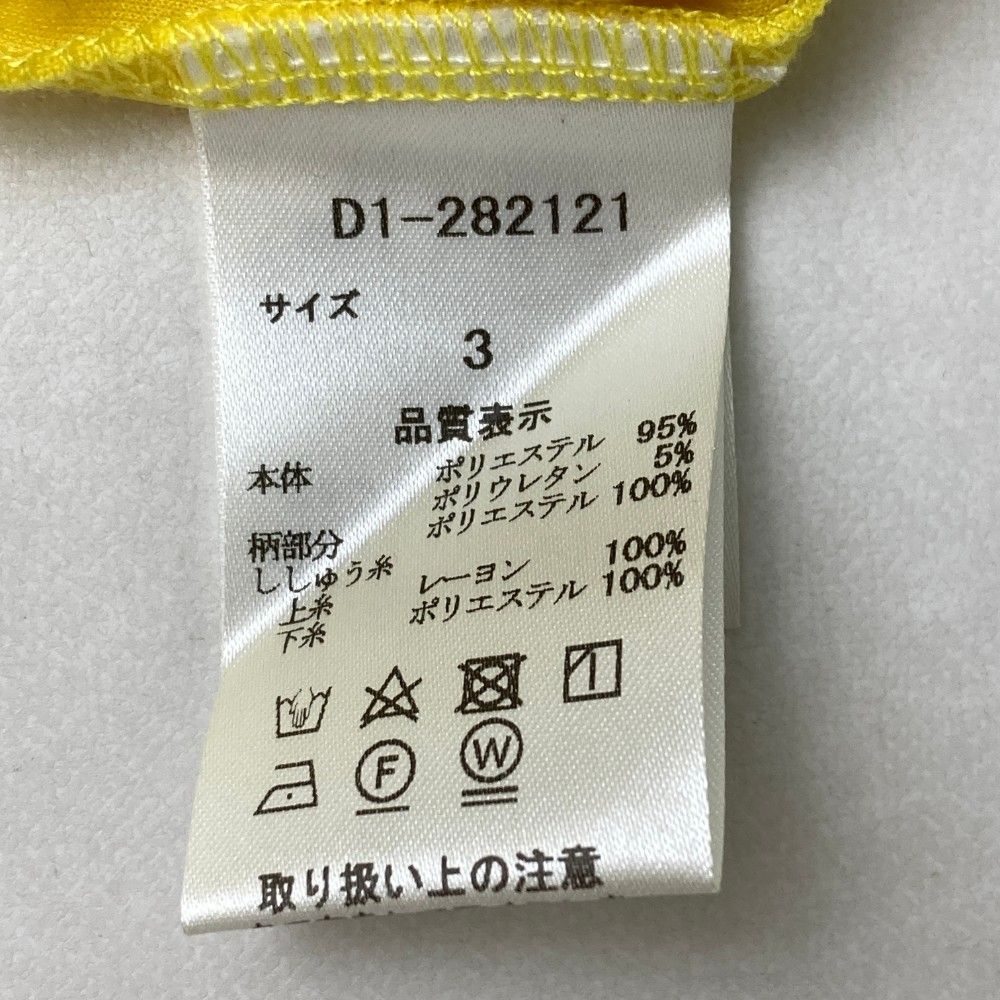 D1-282121
サイズ
3
品質表示
本体 ポリエステル 95%
ポリウレタン 5%
ポリエステル 100%
柄部分
ししゅう糸
上糸 レーヨン 100%
下糸 ポリエステル 100%
F W
取り扱い上の注意